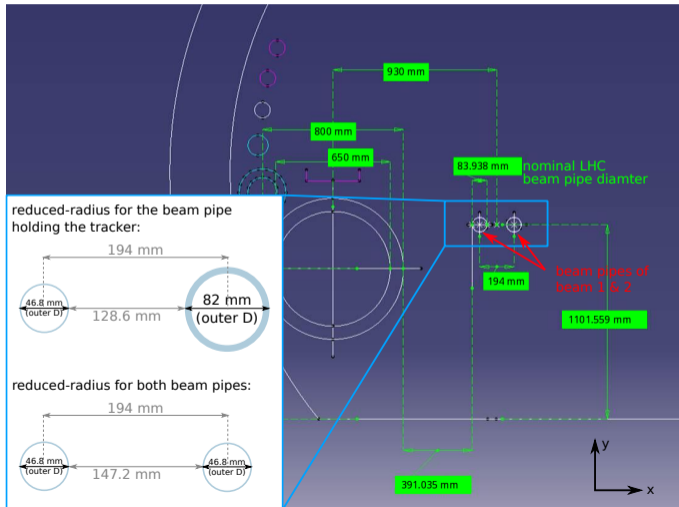 930 mm
800 mm
650 mm
83.938 mm
nominal LHC
beam pipe diamter
reduced-radius for the beam pipe
holding the tracker:
194 mm
46.8 mm
(outer D)
128.6 mm
82 mm
(outer D)
beam pipes of
beam 1 & 2
194 mm
1101.559 mm
reduced-radius for both beam pipes:
194 mm
46.8 mm
(outer D)
147.2 mm
46.8 mm
(outer D)
391.035 mm
y
x